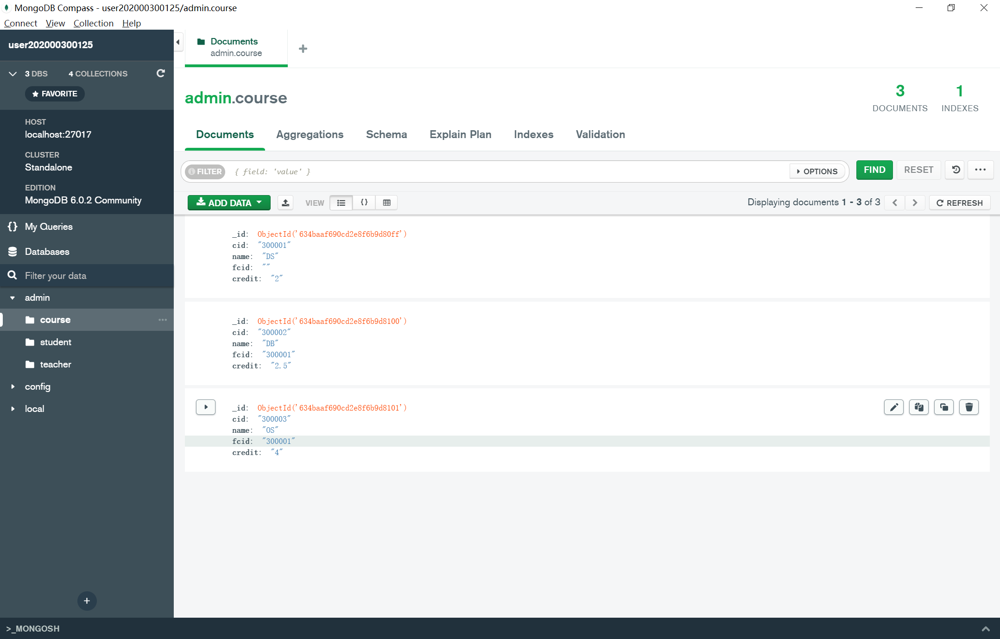 MongoDB Compass - user202000300125/admin.course
Connect View Collection Help
user202000300125
3 DBS 4 COLLECTIONS
FAVORITE
HOST
localhost:27017
CLUSTER
Standalone
EDITION
MongoDB 6.0.2 Community
{} My Queries
Databases
Filter your data
admin
course
student
teacher
config
local
+
Documents
admin.course
+
admin.course
3
DOCUMENTS
1
INDEXES
Documents Aggregations Schema Explain Plan Indexes Validation
FILTER { field: 'value' } OPTIONS FIND RESET
ADD DATA VIEW {} Displaying documents 1 - 3 of 3 REFRESH
_id: ObjectId('634baaf690cd2e8f6b9d80ff')
cid: "300001"
name: "DS"
fcid: ""
credit: "2"
_id: ObjectId('634baaf690cd2e8f6b9d8100')
cid: "300002"
name: "DB"
fcid: "300001"
credit: "2.5"
_id: ObjectId('634baaf690cd2e8f6b9d8101')
cid: "300003"
name: "OS"
fcid: "300001"
credit: "4"
>_MONGOSH